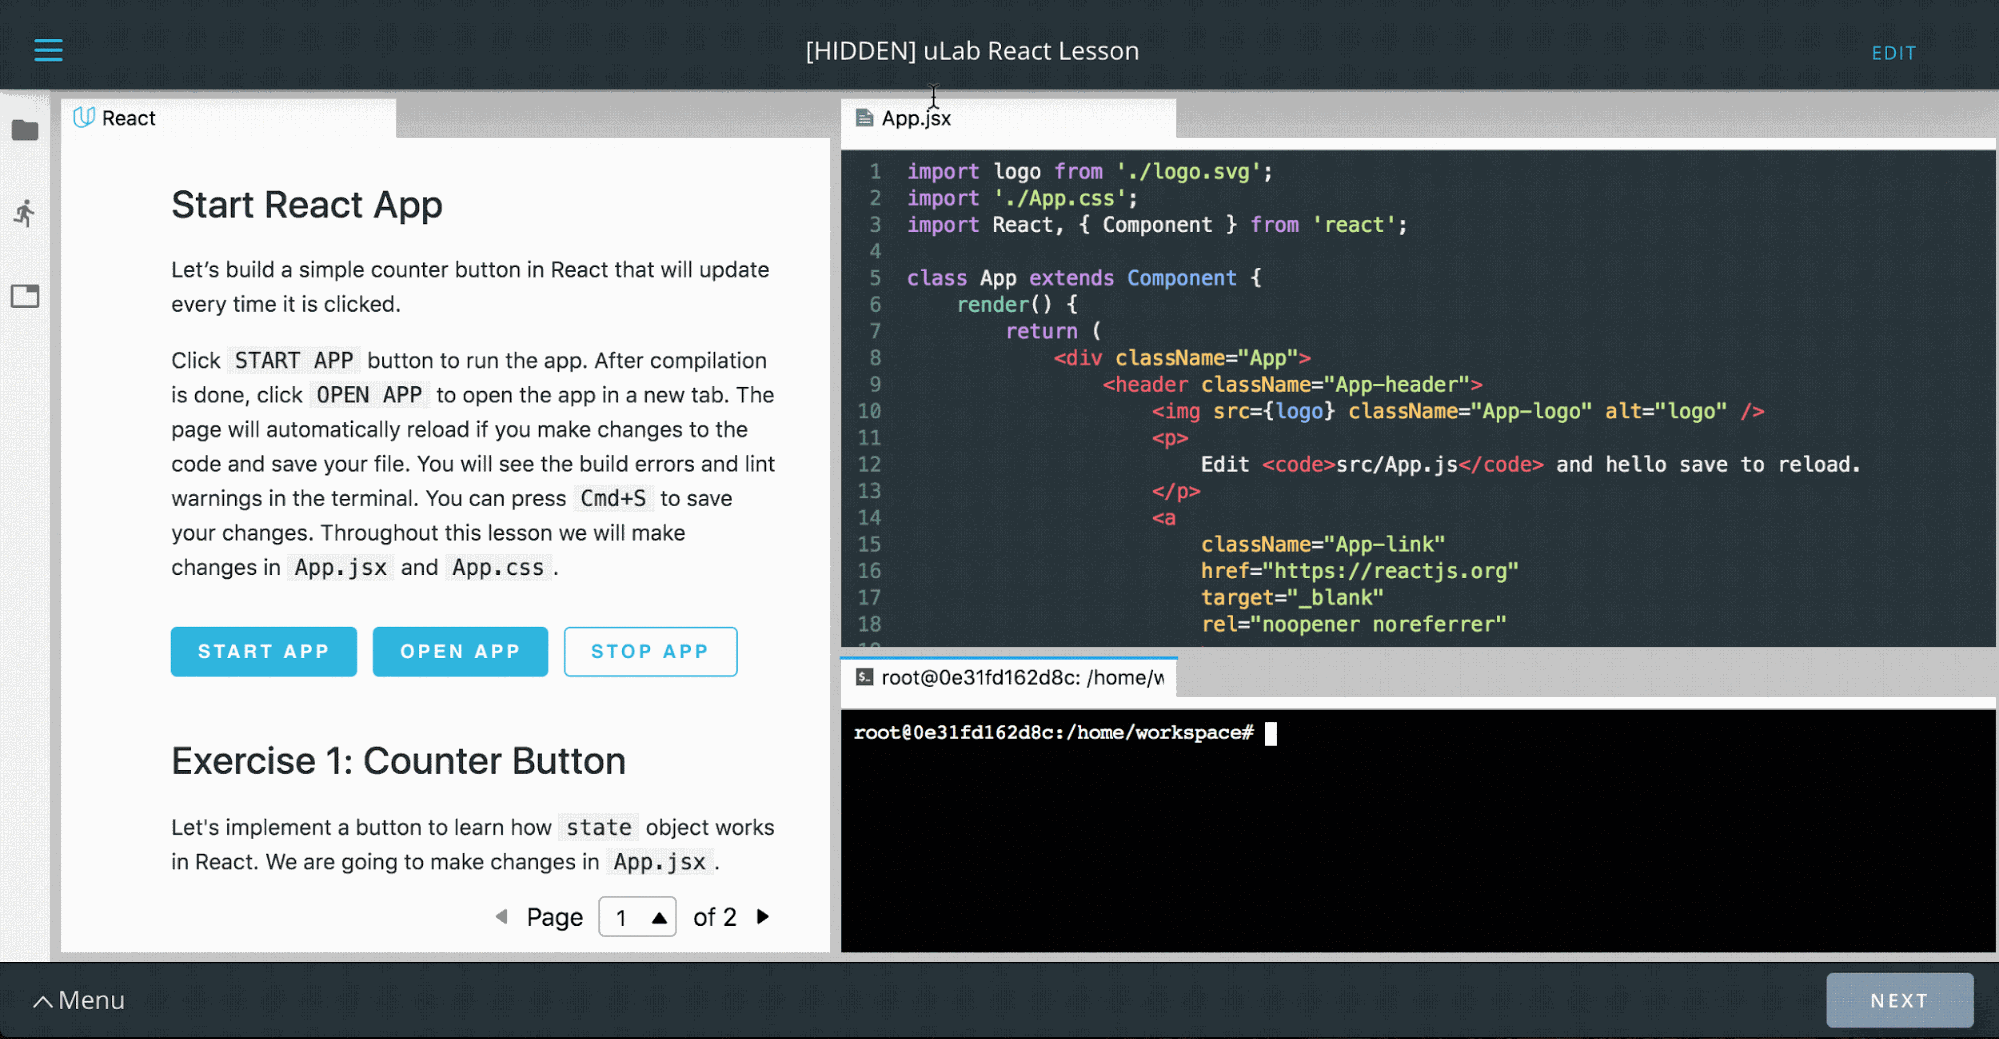 [HIDDEN] uLab React Lesson
EDIT
React
Start React App
Let’s build a simple counter button in React that will update
every time it is clicked.
Click START APP button to run the app. After compilation
is done, click OPEN APP to open the app in a new tab. The
page will automatically reload if you make changes to the
code and save your file. You will see the build errors and lint
warnings in the terminal. You can press Cmd+S to save
your changes. Throughout this lesson we will make
changes in App.jsx and App.css.
START APP
OPEN APP
STOP APP
Exercise 1: Counter Button
Let's implement a button to learn how state object works
in React. We are going to make changes in App.jsx.
Page 1 of 2
App.jsx
1 import logo from './logo.svg';
2 import './App.css';
3 import React, { Component } from 'react';
4
5 class App extends Component {
6 render() {
7 return (
8 <div className="App">
9 <header className="App-header">
10 <img src={logo} className="App-logo" alt="logo" />
11 <p>
12 Edit <code>src/App.js</code> and hello save to reload.
13 </p>
14 <a
15 className="App-link"
16 href="https://reactjs.org"
17 target="_blank"
18 rel="noopener noreferrer"
root@0e31fd162d8c: /home/w
root@0e31fd162d8c:/home/workspace#
Menu
NEXT